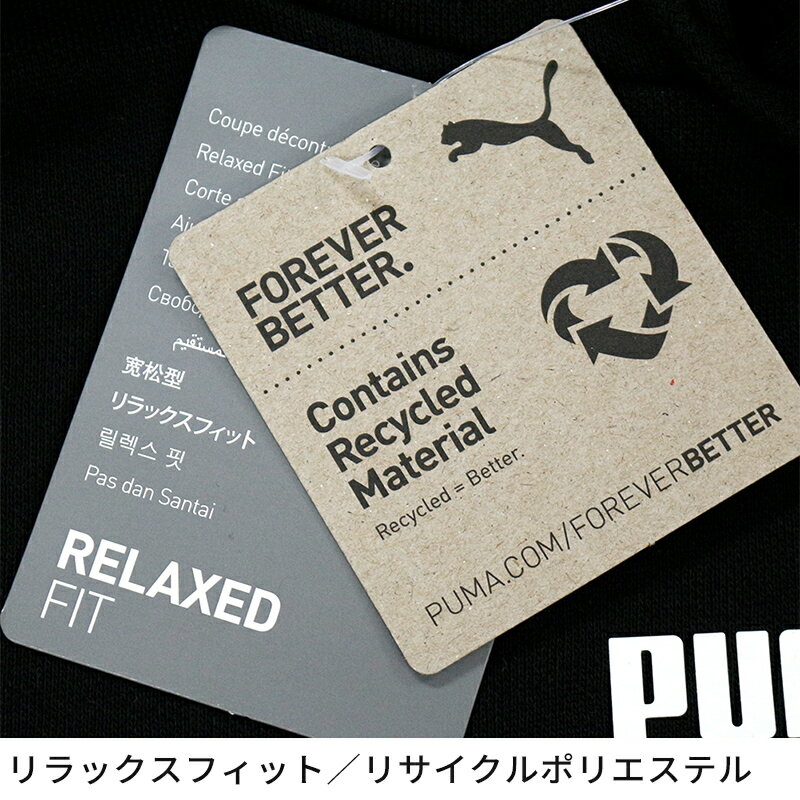 Coupe décont
Relaxed Fi
Corte
宽松型
リラックスフィット
릴렉스 핏
Pas dan Santai
RELAXED
FIT
FOREVER
BETTER.
Contains
Recycled
Material
Recycled = Better.
PUMA.COM/FOREVERBETTER
PU
リラックスフィット／リサイクルポリエステル